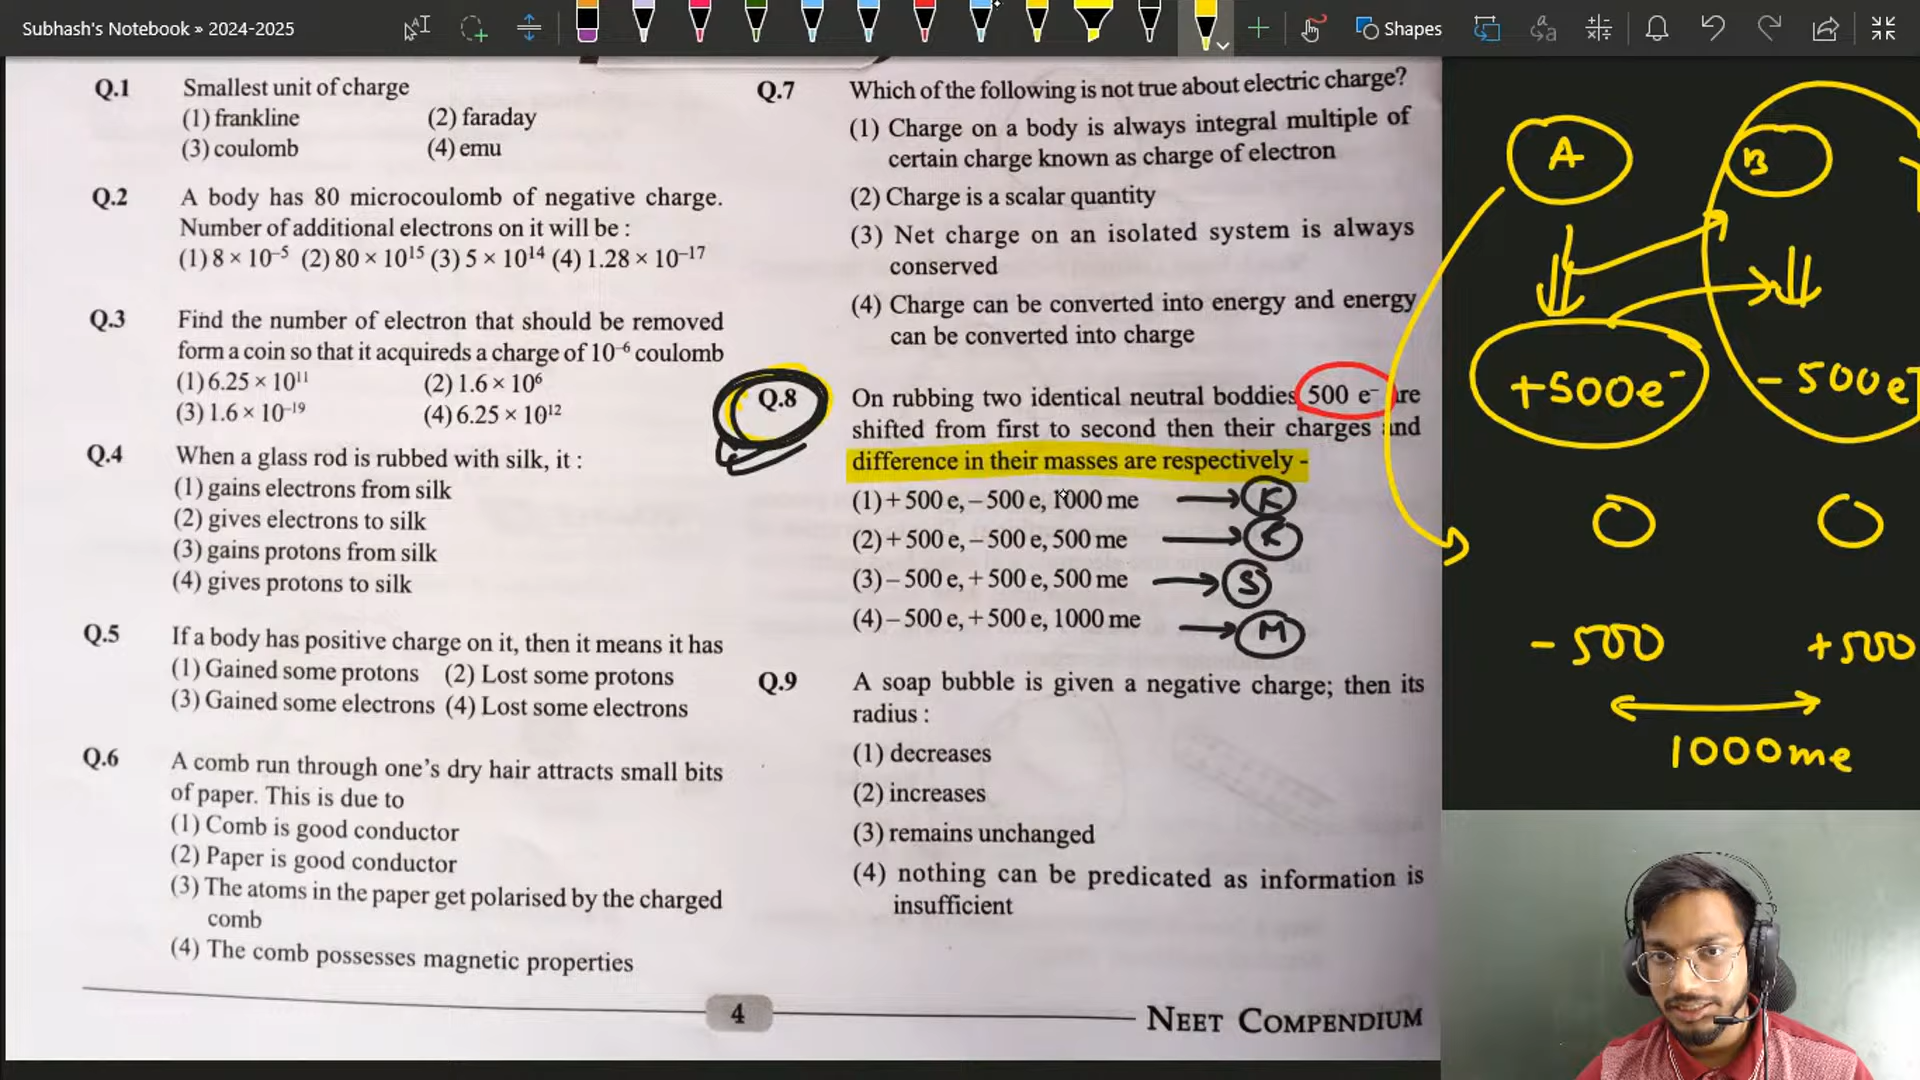 Subhash's Notebook » 2024-2025
Shapes
Q.1 Smallest unit of charge
(1) frankline (2) faraday
(3) coulomb (4) emu
Q.2 A body has 80 microcoulomb of negative charge.
Number of additional electrons on it will be :
(1) 8 × 10⁻⁵ (2) 80 × 10¹⁵ (3) 5 × 10¹⁴ (4) 1.28 × 10⁻¹⁷
Q.3 Find the number of electron that should be removed
form a coin so that it acquireds a charge of 10⁻⁶ coulomb
(1) 6.25 × 10¹¹ (2) 1.6 × 10⁶
(3) 1.6 × 10⁻¹⁹ (4) 6.25 × 10¹²
Q.4 When a glass rod is rubbed with silk, it :
(1) gains electrons from silk
(2) gives electrons to silk
(3) gains protons from silk
(4) gives protons to silk
Q.5 If a body has positive charge on it, then it means it has
(1) Gained some protons (2) Lost some protons
(3) Gained some electrons (4) Lost some electrons
Q.6 A comb run through one's dry hair attracts small bits
of paper. This is due to
(1) Comb is good conductor
(2) Paper is good conductor
(3) The atoms in the paper get polarised by the charged
comb
(4) The comb possesses magnetic properties
Q.7 Which of the following is not true about electric charge?
(1) Charge on a body is always integral multiple of
certain charge known as charge of electron
(2) Charge is a scalar quantity
(3) Net charge on an isolated system is always
conserved
(4) Charge can be converted into energy and energy
can be converted into charge
Q.8 On rubbing two identical neutral boddies 500 e⁻ are
shifted from first to second then their charges and
difference in their masses are respectively -
(1) + 500 e, – 500 e, 1000 me → K
(2) + 500 e, – 500 e, 500 me → K
(3) – 500 e, + 500 e, 500 me → S
(4) – 500 e, + 500 e, 1000 me → M
Q.9 A soap bubble is given a negative charge; then its
radius :
(1) decreases
(2) increases
(3) remains unchanged
(4) nothing can be predicated as information is
insufficient
4
NEET COMPENDIUM
A B
+500e⁻ - 500e⁻
- 500 +500
1000me